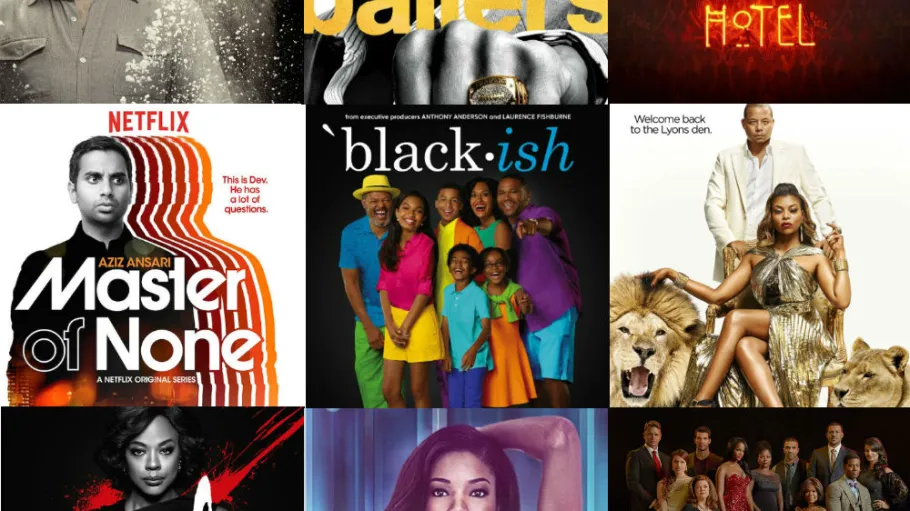 ballers
HOTEL
NETFLIX
This is Dev.
He has
a lot of
questions.
AZIZ ANSARI
Master
of None
A NETFLIX ORIGINAL SERIES
from executive producers ANTHONY ANDERSON and LAURENCE FISHBURNE
`black·ish
Welcome back
to the Lyons den.